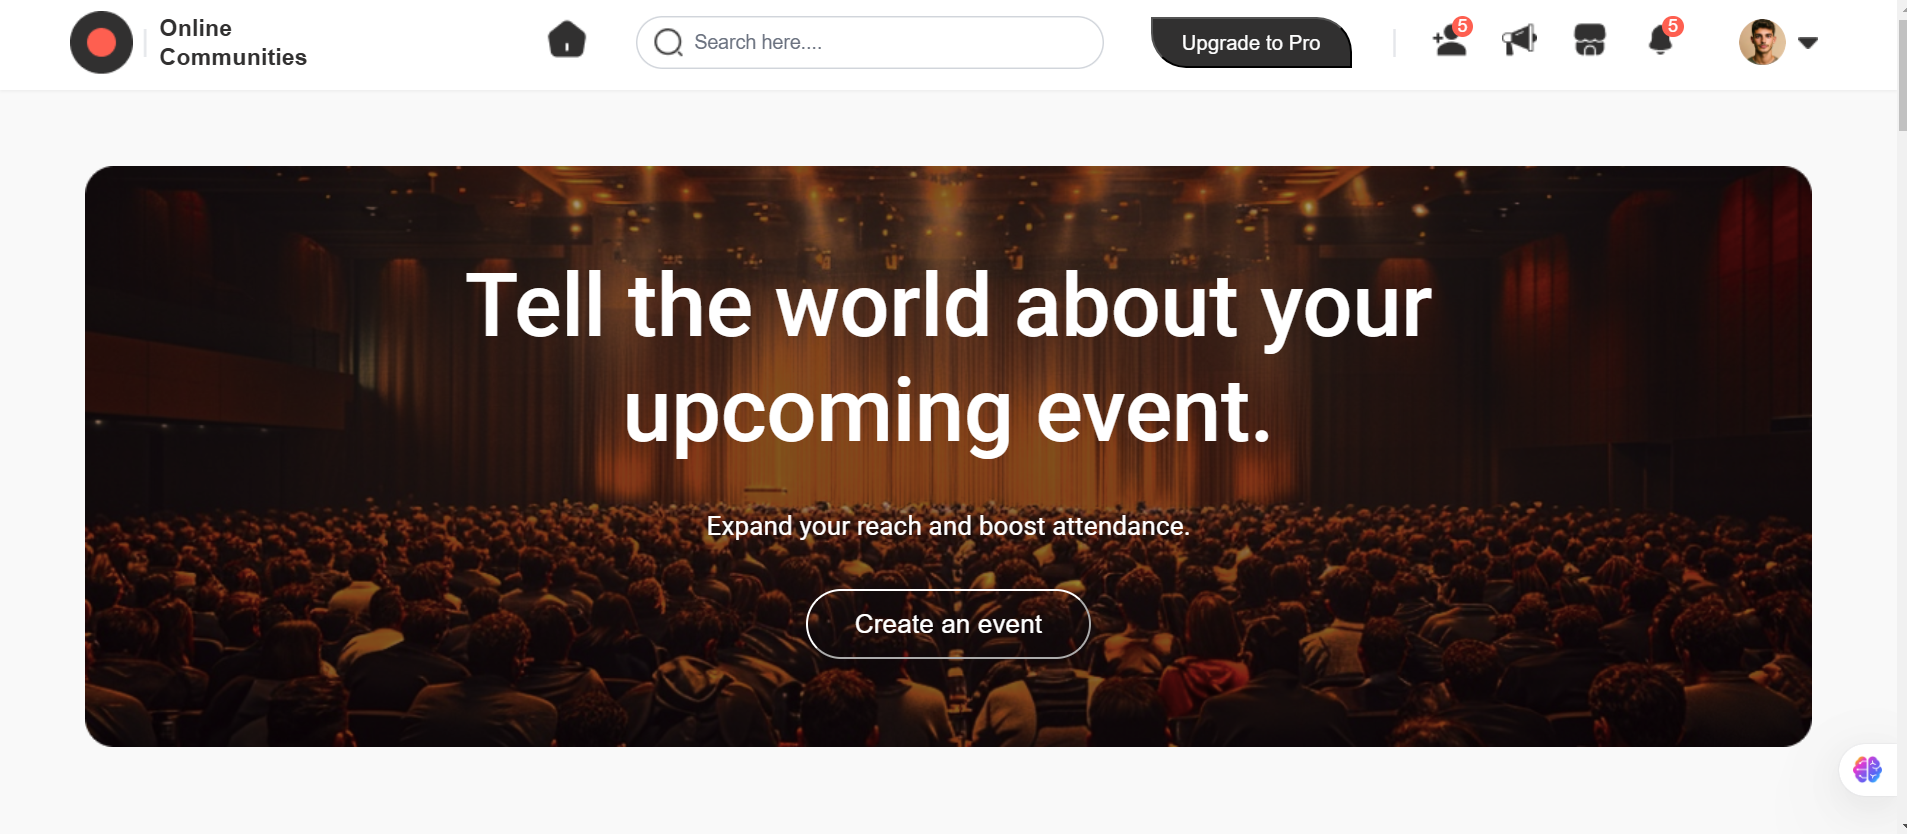 Online
Communities
Search here....
Upgrade to Pro
5
5
Tell the world about your
upcoming event.
Expand your reach and boost attendance.
Create an event